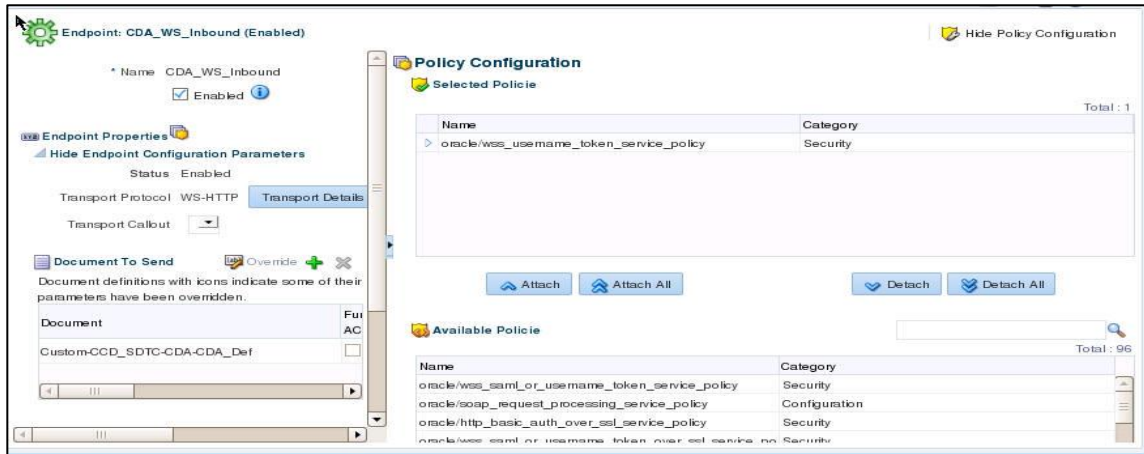 Endpoint: CDA_WS_Inbound (Enabled)
Hide Policy Configuration
* Name CDA_WS_Inbound
Enabled
Endpoint Properties
Hide Endpoint Configuration Parameters
Status Enabled
Transport Protocol WS-HTTP Transport Details
Transport Callout
Document To Send Override
Document definitions with icons indicate some of their
parameters have been overridden.
Document Fu
AC
Custom-CCD_SDTC-CDA-CDA_Def
Policy Configuration
Selected Policie
Total : 1
Name Category
oracle/wss_username_token_service_policy Security
Attach Attach All Detach Detach All
Available Policie
Total : 96
Name Category
oracle/wss_saml_or_username_token_service_policy Security
oracle/soap_request_processing_service_policy Configuration
oracle/http_basic_auth_over_ssl_service_policy Security
oracle/wss_saml_or_username_token_over_ssl_service_po Security